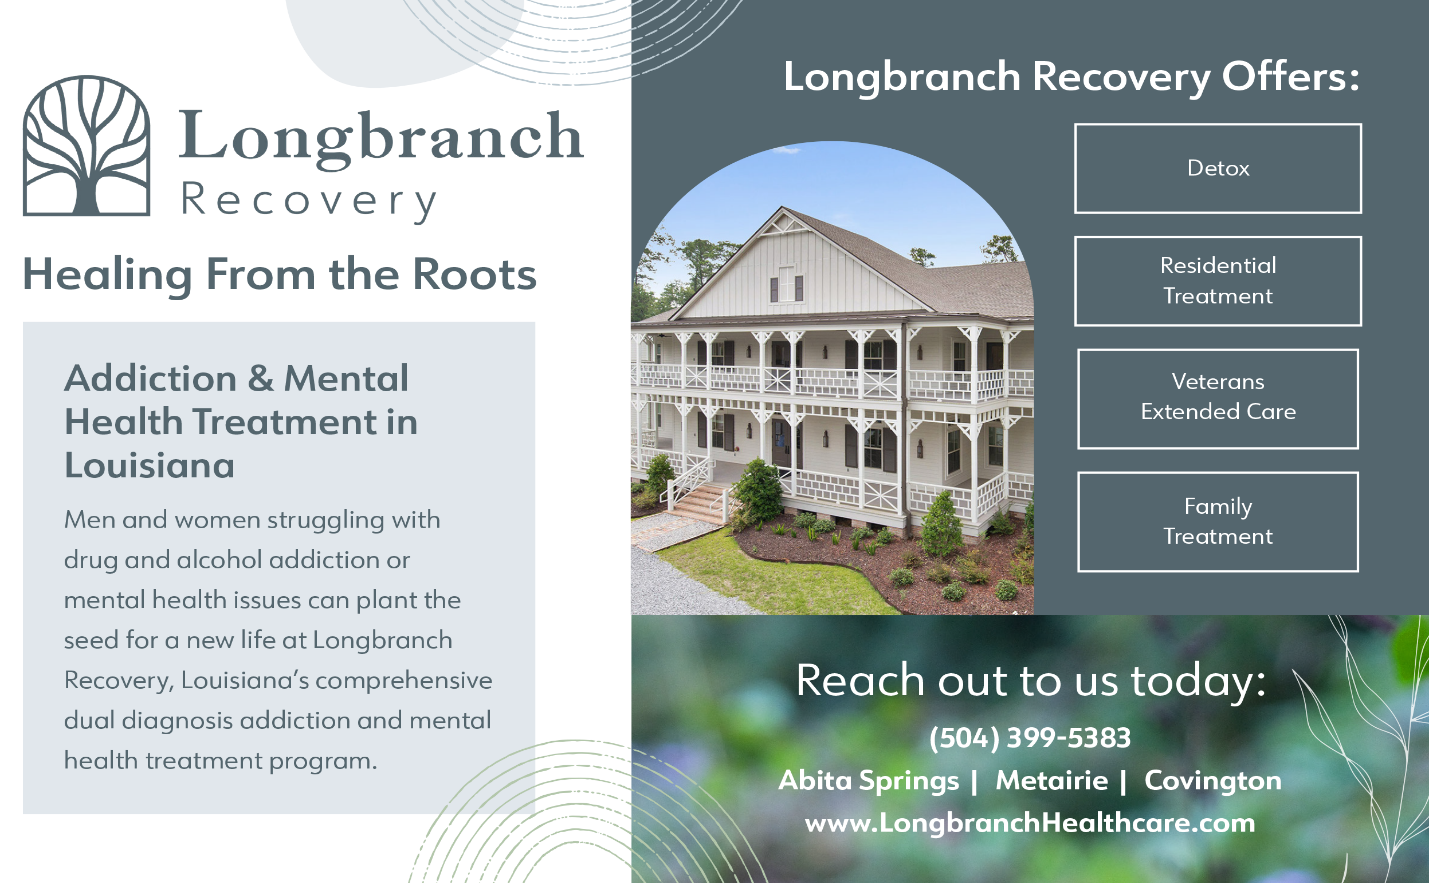 Longbranch
Recovery
Healing From the Roots
Addiction & Mental
Health Treatment in
Louisiana
Men and women struggling with
drug and alcohol addiction or
mental health issues can plant the
seed for a new life at Longbranch
Recovery, Louisiana's comprehensive
dual diagnosis addiction and mental
health treatment program.
Longbranch Recovery Offers:
Detox
Residential
Treatment
Veterans
Extended Care
Family
Treatment
Reach out to us today:
(504) 399-5383
Abita Springs | Metairie | Covington
www.LongbranchHealthcare.com